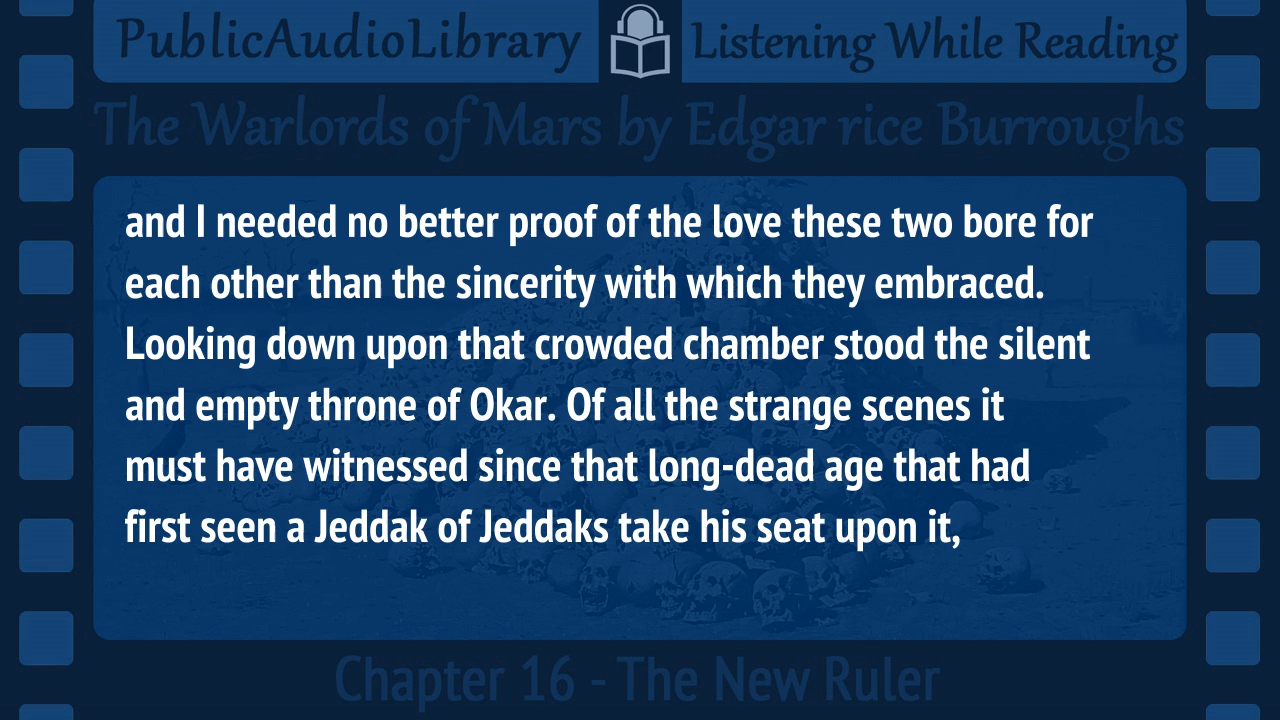 PublicAudioLibrary Listening While Reading
The Warlords of Mars by Edgar rice Burroughs
and I needed no better proof of the love these two bore for
each other than the sincerity with which they embraced.
Looking down upon that crowded chamber stood the silent
and empty throne of Okar. Of all the strange scenes it
must have witnessed since that long-dead age that had
first seen a Jeddak of Jeddaks take his seat upon it,
Chapter 16 - The New Ruler